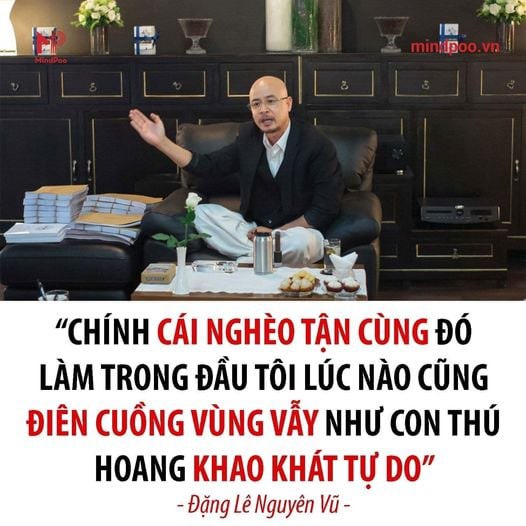 MindPoo
mindpoo.vn
“CHÍNH CÁI NGHÈO TẬN CÙNG ĐÓ
LÀM TRONG ĐẦU TÔI LÚC NÀO CŨNG
ĐIÊN CUỒNG VÙNG VẪY NHƯ CON THÚ
HOANG KHAO KHÁT TỰ DO”
- Đặng Lê Nguyên Vũ -